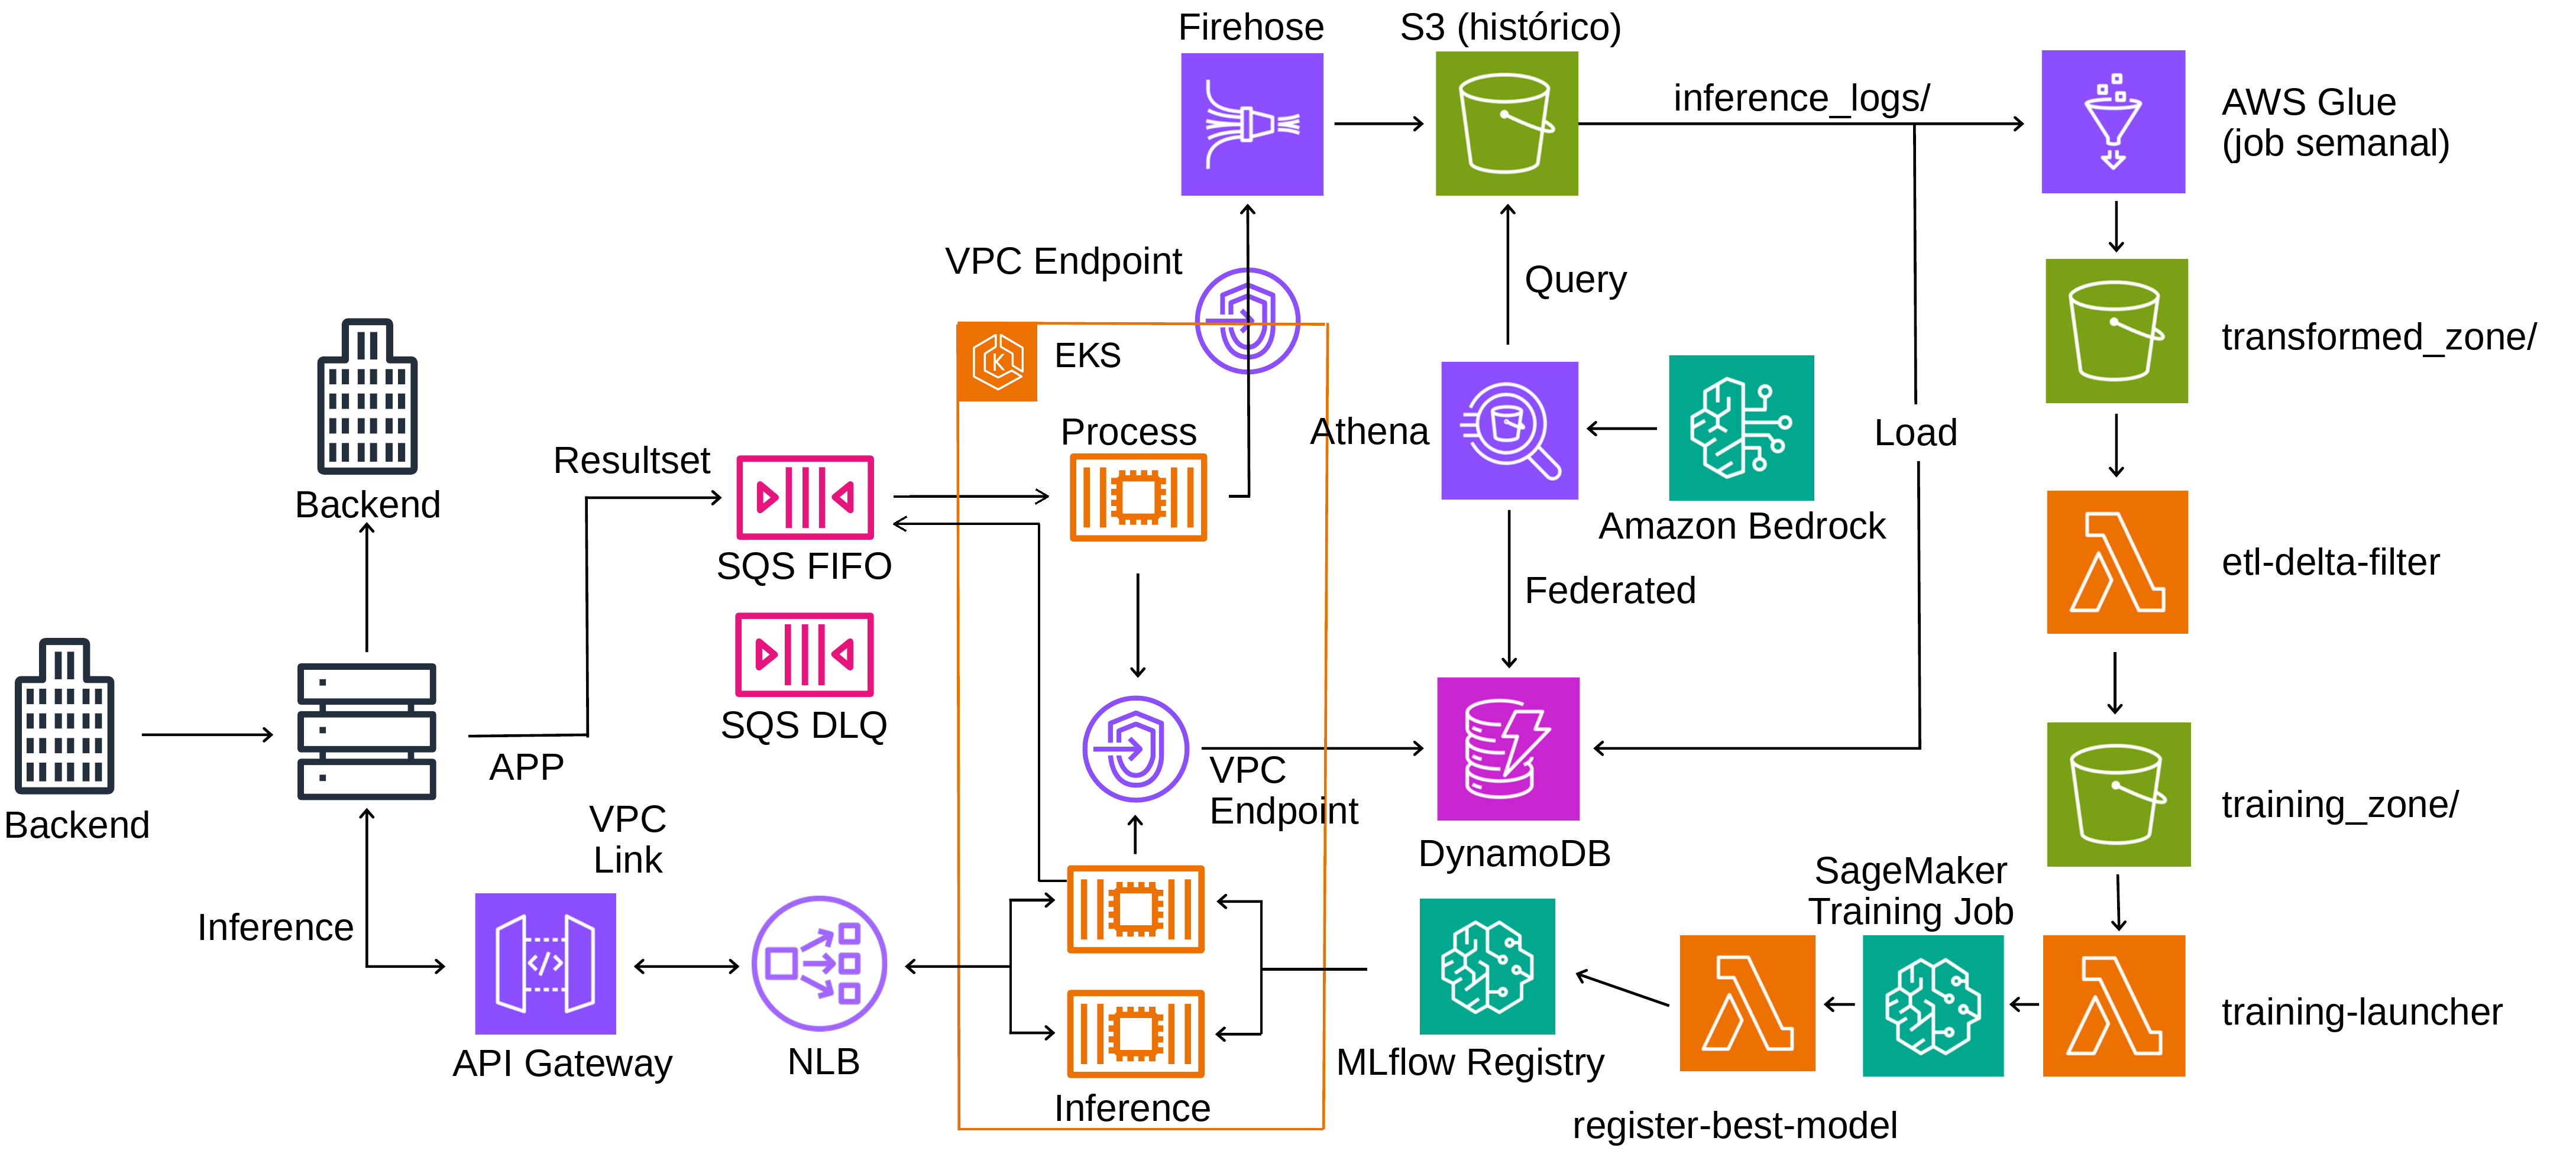 Firehose
S3 (histórico)
inference_logs/
AWS Glue
(job semanal)
VPC Endpoint
Query
transformed_zone/
EKS
K
Process
Athena
Load
Resultset
Backend
Amazon Bedrock
SQS FIFO
etl-delta-filter
Federated
SQS DLQ
APP
VPC
Endpoint
Backend
VPC
Link
training_zone/
DynamoDB
SageMaker
Training Job
Inference
</>
training-launcher
API Gateway
NLB
MLflow Registry
Inference
register-best-model